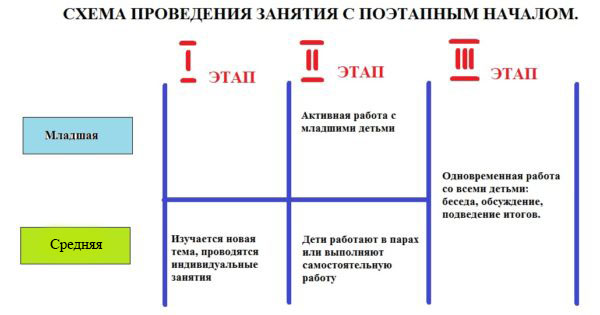 СХЕМА ПРОВЕДЕНИЯ ЗАНЯТИЯ С ПОЭТАПНЫМ НАЧАЛОМ.
I ЭТАП
II ЭТАП
III ЭТАП
Младшая
Активная работа с
младшими детьми
Одновременная работа
со всеми детьми:
беседа, обсуждение,
подведение итогов.
Средняя
Изучается новая
тема, проводятся
индивидуальные
занятия
Дети работают в парах
или выполняют
самостоятельную
работу